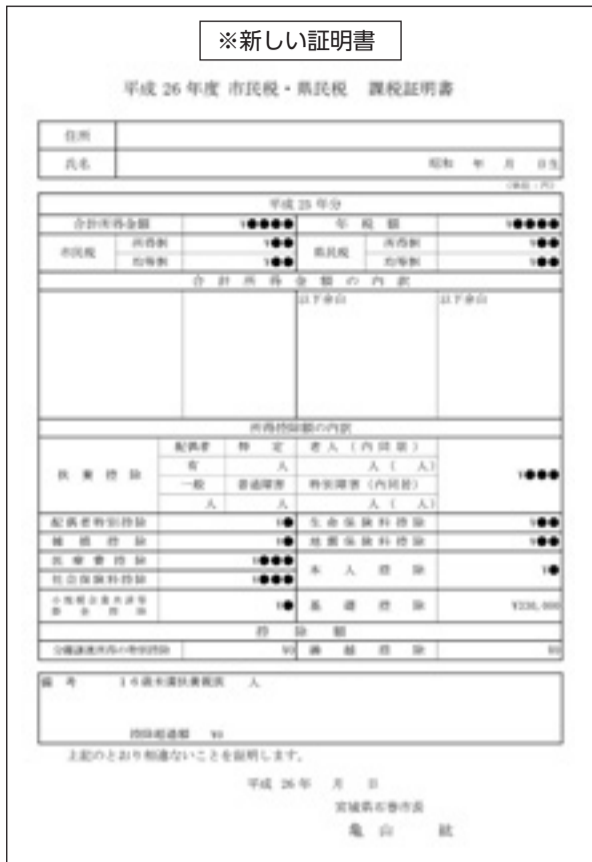 ※新しい証明書
平成 26 年度 市民税・県民税 課税証明書
住所
氏名 昭和 年 月 日生
(単位:円)
平成 25 年分
合計所得金額 ¥●●●● 年税額 ¥●●●●
市民税 所得割 ¥●● 県民税 所得割 ¥●●
均等割 ¥●● 均等割 ¥●●
合計所得金額の内訳
以下余白 以下余白
所得控除額の内訳
扶養控除 配偶者 特定 老人(内同居) ¥●●●
有 人 人( 人)
一般 普通障害 特別障害(内同居)
人 人 人( 人)
配偶者特別控除 ¥● 生命保険料控除 ¥●●
雑損控除 ¥● 地震保険料控除 ¥●●
医療費控除 ¥●●● 本人控除 ¥●
社会保険料控除 ¥●●●
小規模企業共済等掛金控除 ¥● 基礎控除 ¥330,000
控除額
分離譲渡所得の特別控除 ¥0 繰越控除 ¥0
備考 16歳未満扶養親族 人
控除超過額 ¥0
上記のとおり相違ないことを証明します。
平成 26 年 月 日
宮城県石巻市長
亀山 紘